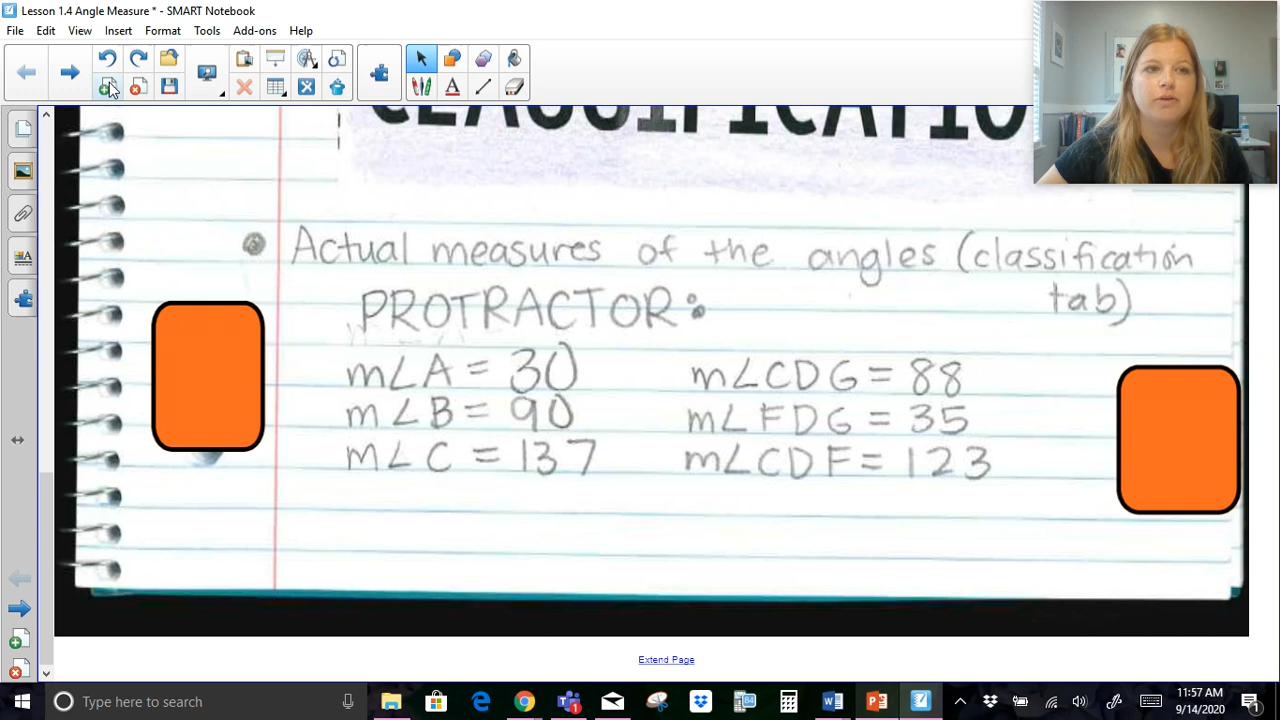 Lesson 1.4 Angle Measure * - SMART Notebook
File Edit View Insert Format Tools Add-ons Help
CLASSIFICATIO
Actual measures of the angles (classification
tab)
PROTRACTOR:
m∠A = 30 m∠CDG = 88
m∠B = 90 m∠FDG = 35
m∠C = 137 m∠CDF = 123
Extend Page
Type here to search
11:57 AM
9/14/2020